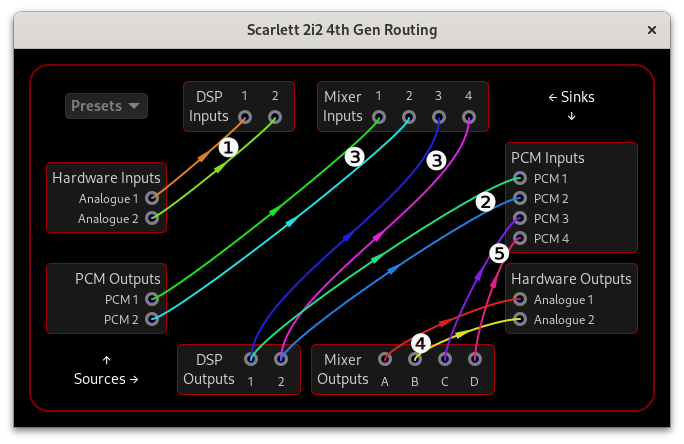 Scarlett 2i2 4th Gen Routing
×
Presets
DSP
Inputs
1 2
Mixer
Inputs
1 2 3 4
← Sinks
↓
Hardware Inputs
Analogue 1
Analogue 2
PCM Inputs
PCM 1
PCM 2
PCM 3
PCM 4
1
3
3
2
5
4
PCM Outputs
PCM 1
PCM 2
Hardware Outputs
Analogue 1
Analogue 2
↑
Sources →
DSP
Outputs
1 2
Mixer
Outputs
A B C D